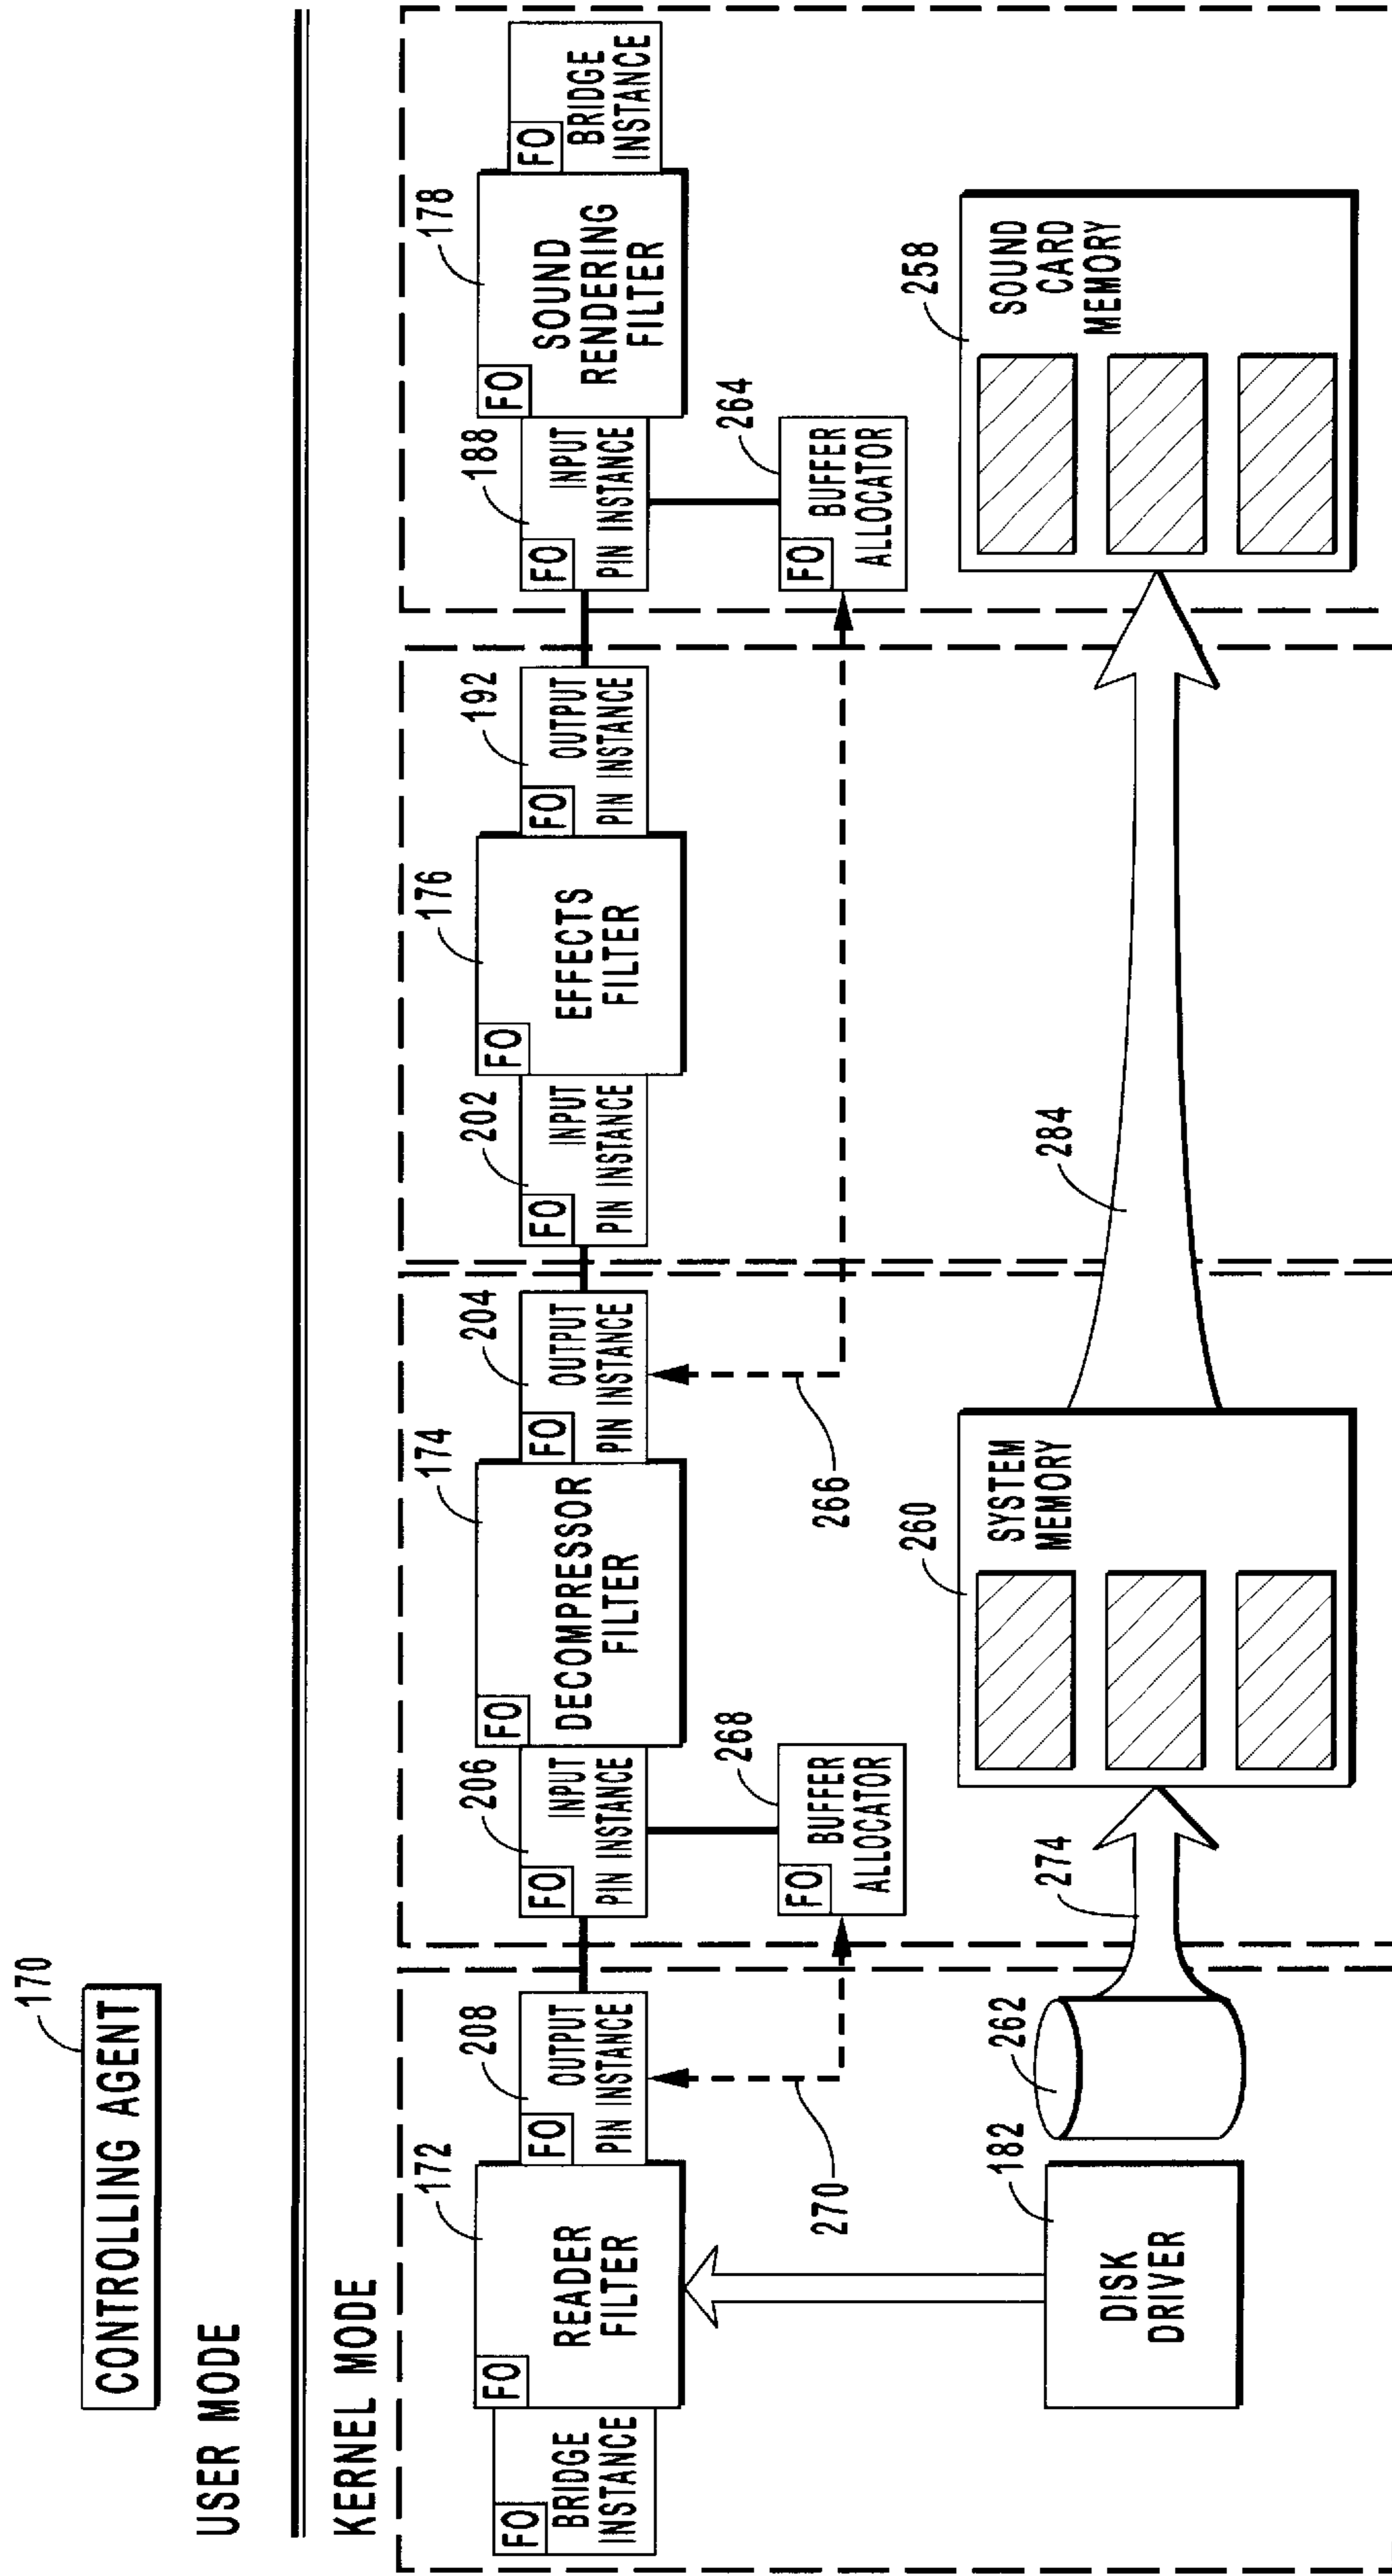 170
CONTROLLING AGENT
USER MODE
KERNEL MODE
FO
BRIDGE
INSTANCE
172
FO
READER
FILTER
208
FO
OUTPUT
PIN INSTANCE
206
FO
INPUT
PIN INSTANCE
174
FO
DECOMPRESSOR
FILTER
204
FO
OUTPUT
PIN INSTANCE
202
FO
INPUT
PIN INSTANCE
176
FO
EFFECTS
FILTER
192
FO
OUTPUT
PIN INSTANCE
188
FO
INPUT
PIN INSTANCE
178
FO
SOUND
RENDERING
FILTER
FO
BRIDGE
INSTANCE
270
268
FO
BUFFER
ALLOCATOR
266
264
FO
BUFFER
ALLOCATOR
182
DISK
DRIVER
262
274
260
SYSTEM
MEMORY
284
258
SOUND
CARD
MEMORY